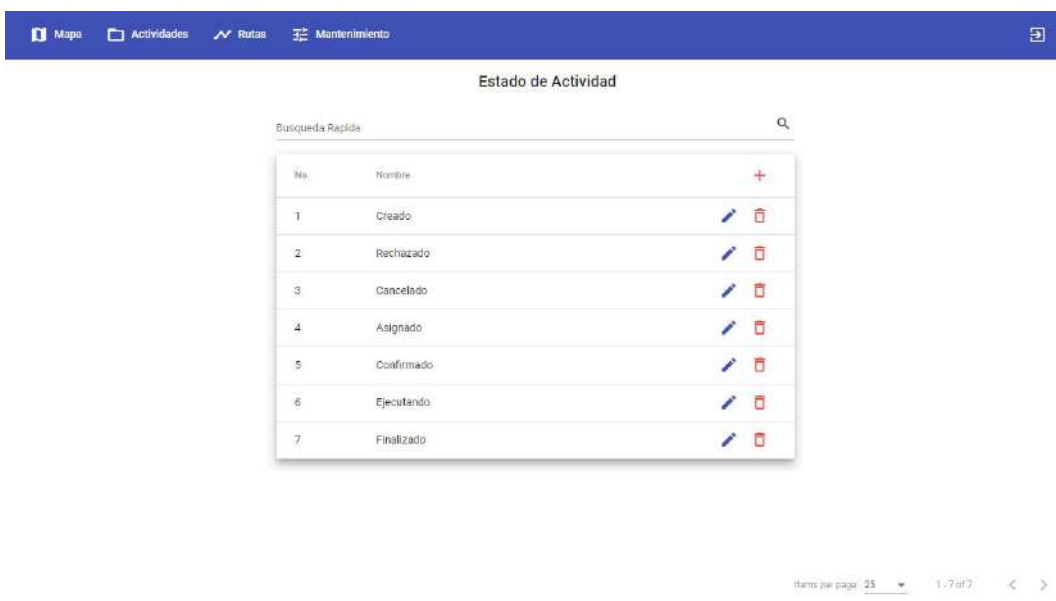 Mapa Actividades Rutas Mantenimiento
Estado de Actividad
Busqueda Rapida
No. Nombre
1 Creado
2 Rechazado
3 Cancelado
4 Asignado
5 Confirmado
6 Ejecutando
7 Finalizado
Items per page: 25 1 - 7 of 7